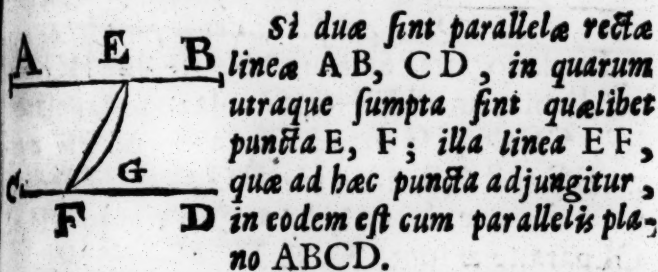 A E B
C G
F D
Si duæ ſint parallelæ rectæ
lineæ AB, CD, in quarum
utraque ſumpta ſint quælibet
puncta E, F; illa linea EF,
quæ ad hæc puncta adjungitur,
in eodem eſt cum parallelis pla-
no ABCD.